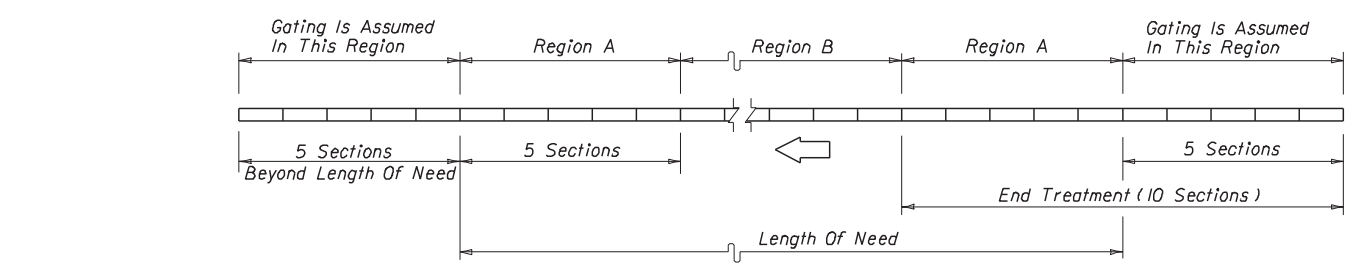 Gating Is Assumed
In This Region
Region A
Region B
Region A
Gating Is Assumed
In This Region
5 Sections
Beyond Length Of Need
5 Sections
5 Sections
End Treatment (10 Sections)
Length Of Need